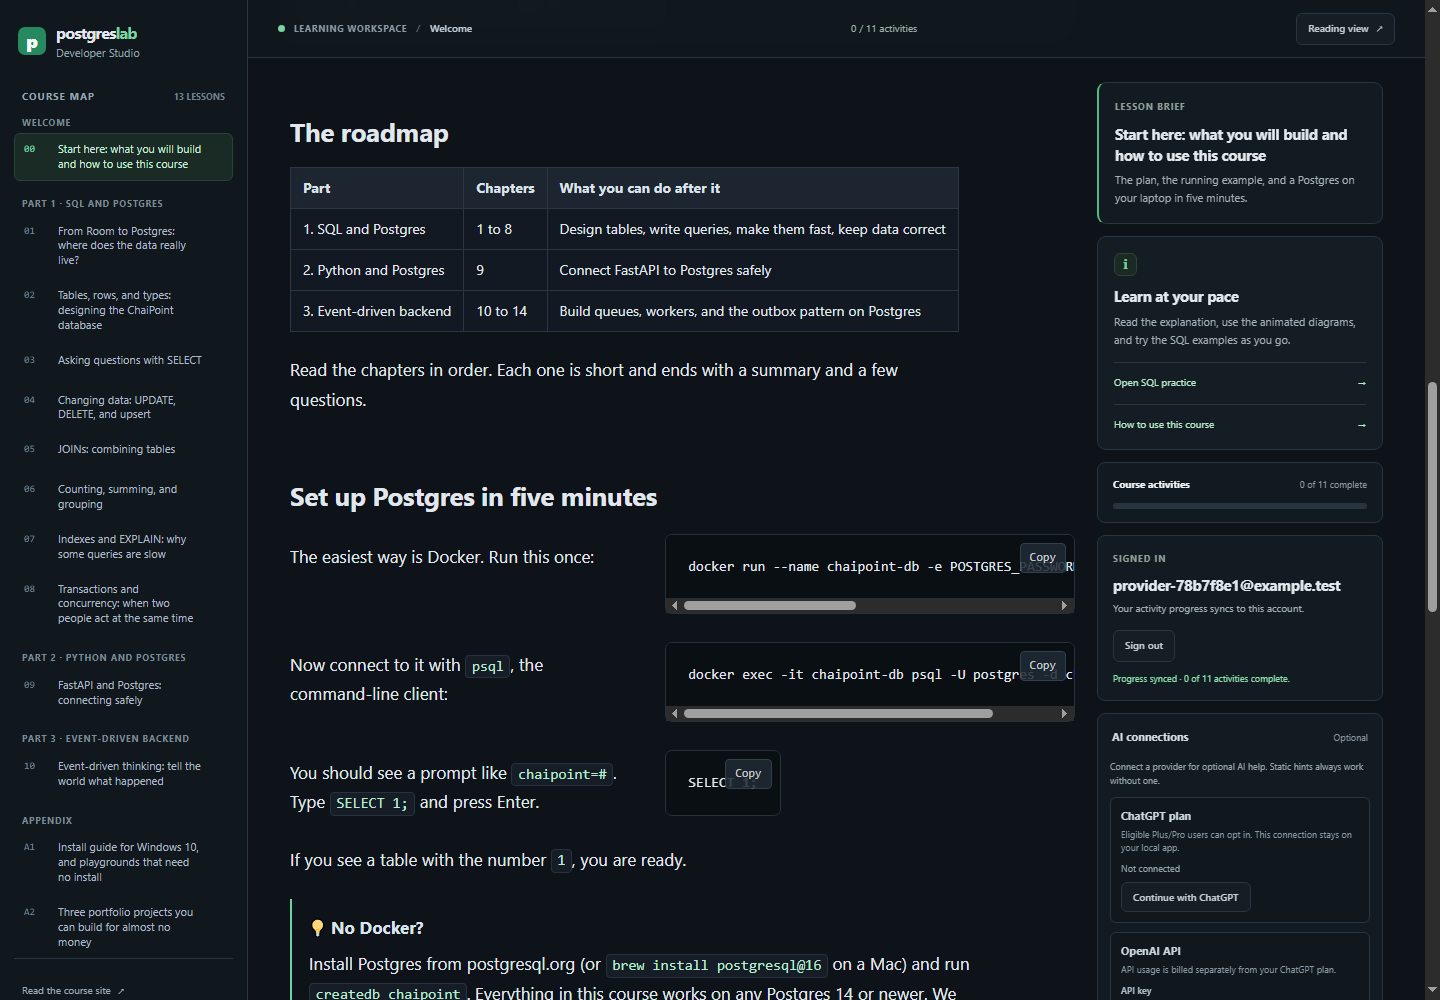 p
postgreslab
Developer Studio
COURSE MAP
13 LESSONS
WELCOME
00
Start here: what you will build
and how to use this course
PART 1 · SQL AND POSTGRES
01
From Room to Postgres:
where does the data really
live?
02
Tables, rows, and types:
designing the ChaiPoint
database
03
Asking questions with SELECT
04
Changing data: UPDATE,
DELETE, and upsert
05
JOINs: combining tables
06
Counting, summing, and
grouping
07
Indexes and EXPLAIN: why
some queries are slow
08
Transactions and
concurrency: when two
people act at the same time
PART 2 · PYTHON AND POSTGRES
09
FastAPI and Postgres:
connecting safely
PART 3 · EVENT-DRIVEN BACKEND
10
Event-driven thinking: tell the
world what happened
APPENDIX
A1
Install guide for Windows 10,
and playgrounds that need
no install
A2
Three portfolio projects you
can build for almost no
money
Read the course site ↗
LEARNING WORKSPACE / Welcome
0 / 11 activities
Reading view ↗
The roadmap
Part Chapters What you can do after it
1. SQL and Postgres 1 to 8 Design tables, write queries, make them fast, keep data correct
2. Python and Postgres 9 Connect FastAPI to Postgres safely
3. Event-driven backend 10 to 14 Build queues, workers, and the outbox pattern on Postgres
Read the chapters in order. Each one is short and ends with a summary and a few
questions.
Set up Postgres in five minutes
The easiest way is Docker. Run this once:
docker run --name chaipoint-db -e POSTGRES_PASSWOR
Copy
Now connect to it with psql, the
command-line client:
docker exec -it chaipoint-db psql -U postgres -d c
Copy
You should see a prompt like chaipoint=#.
Type SELECT 1; and press Enter.
SELECT 1;
Copy
If you see a table with the number 1, you are ready.
💡 No Docker?
Install Postgres from postgresql.org (or brew install postgresql@16 on a Mac) and run
createdb chaipoint. Everything in this course works on any Postgres 14 or newer. We
LESSON BRIEF
Start here: what you will build and
how to use this course
The plan, the running example, and a Postgres on
your laptop in five minutes.
i
Learn at your pace
Read the explanation, use the animated diagrams,
and try the SQL examples as you go.
Open SQL practice →
How to use this course →
Course activities
0 of 11 complete
SIGNED IN
provider-78b7f8e1@example.test
Your activity progress syncs to this account.
Sign out
Progress synced · 0 of 11 activities complete.
AI connections
Optional
Connect a provider for optional AI help. Static hints always work
without one.
ChatGPT plan
Eligible Plus/Pro users can opt in. This connection stays on
your local app.
Not connected
Continue with ChatGPT
OpenAI API
API usage is billed separately from your ChatGPT plan.
API key